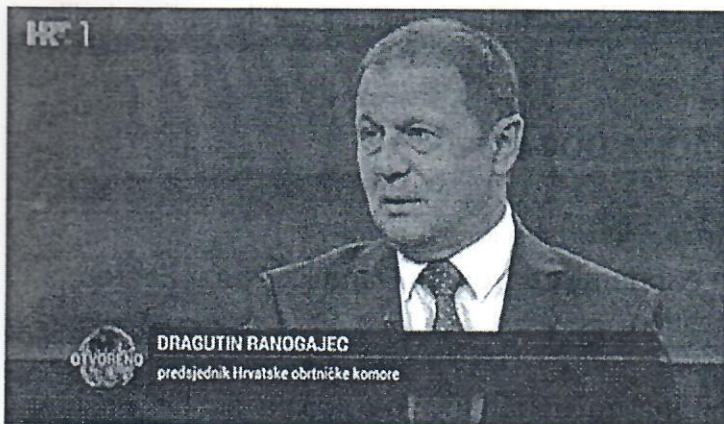 HRT 1
DRAGUTIN RANOGAJEC
OTVORENO
predsjednik Hrvatske obrtničke komore